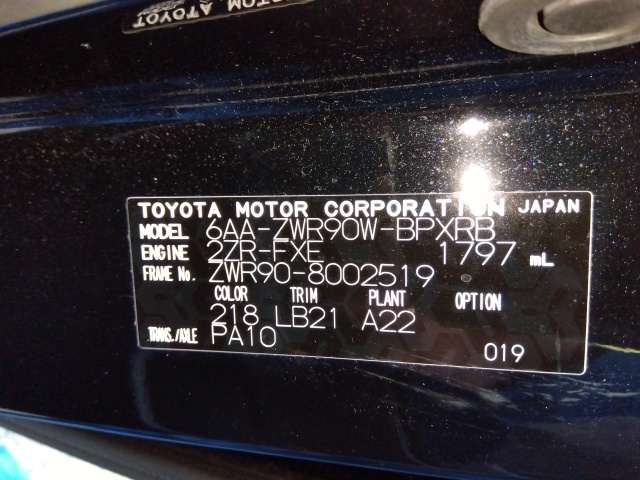 TOYOTA MOTOR CORPORATION JAPAN
MODEL 6AA-ZWR90W-BPXRB
ENGINE 2ZR-FXE 1797 mL
FRAME No. ZWR90-8002519
COLOR TRIM PLANT OPTION
218 LB21 A22
TRANS./AXLE PA10
019